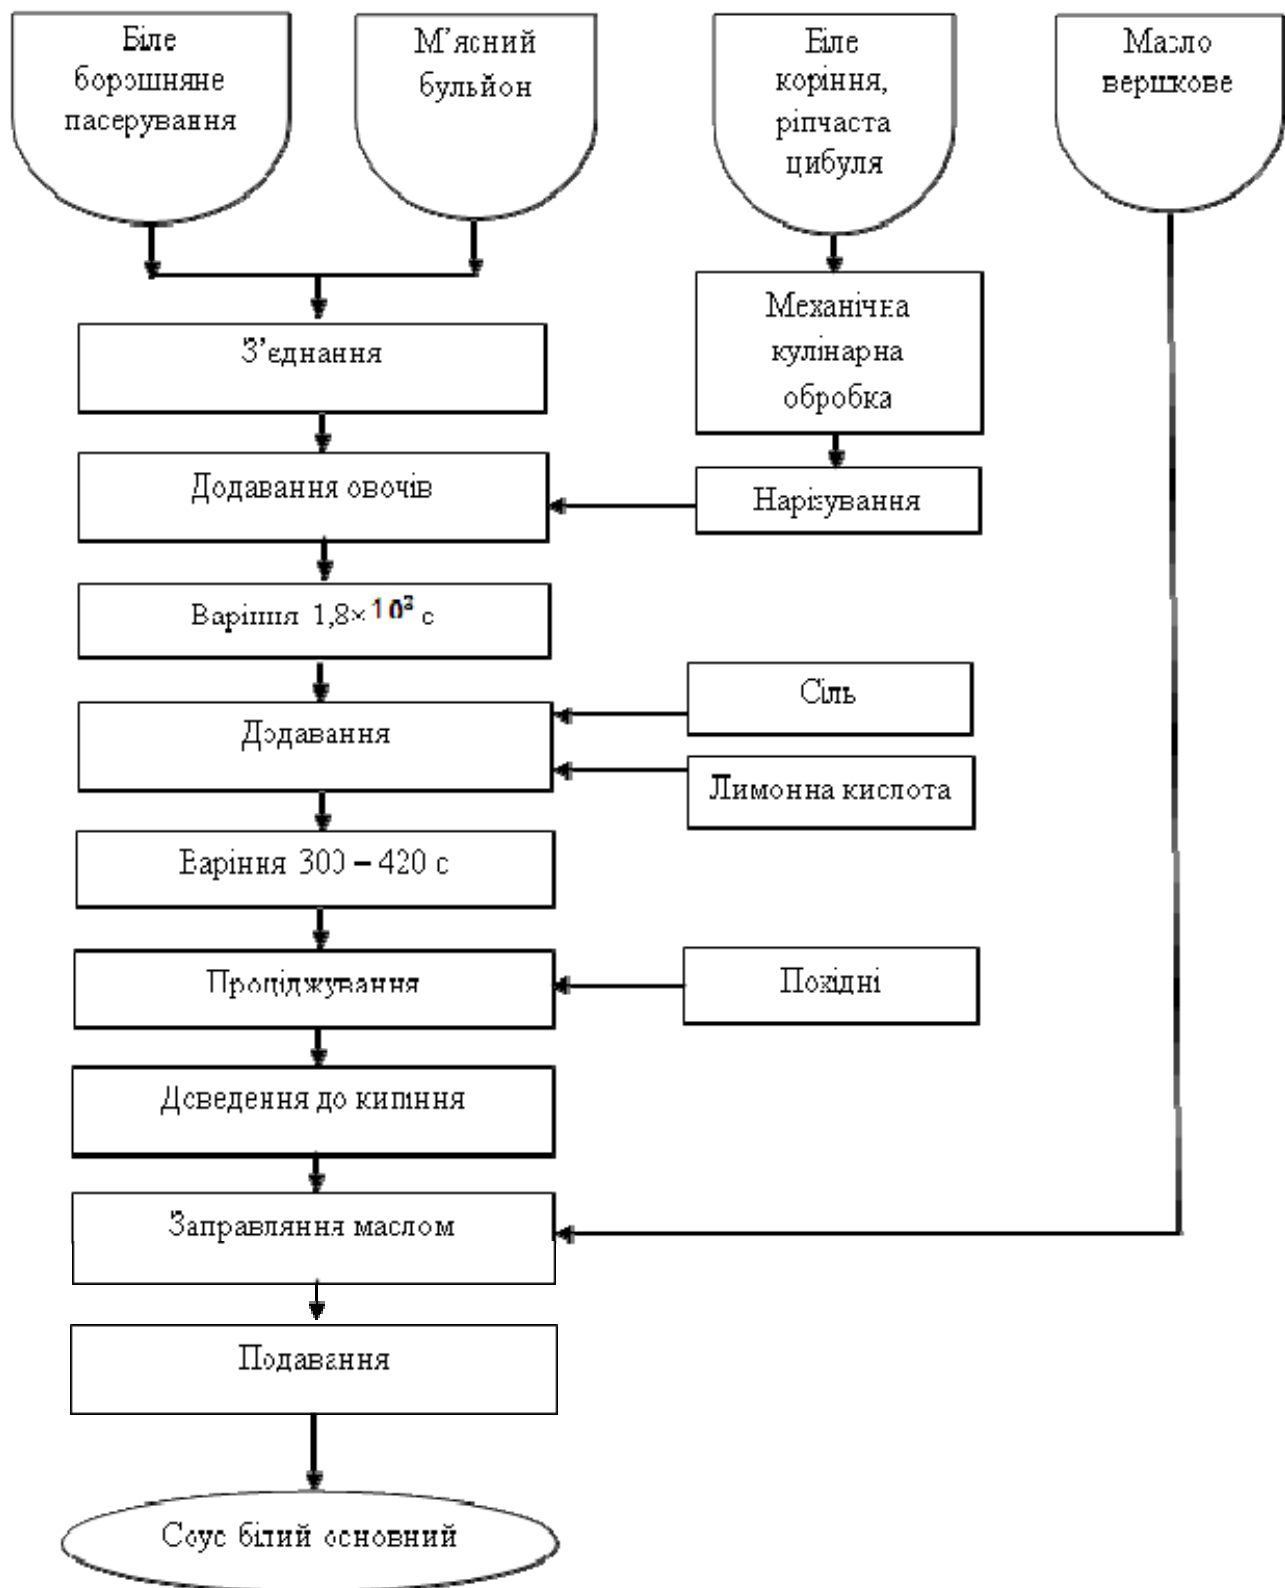 Біле
борошняне
пасерування
М’ясний
бульйон
Біле
коріння,
ріпчаста
цибуля
Масло
вершкове
З’єднання
Механічка
кулінарна
обробка
Додавання овочів
Нарізування
Варіння 1,8×10³ с
Сіль
Додавання
Лимонна кислота
Варіння 300 – 420 с
Проціджування
Похідні
Доведення до кипіння
Заправляння маслом
Подавання
Соус білий основний